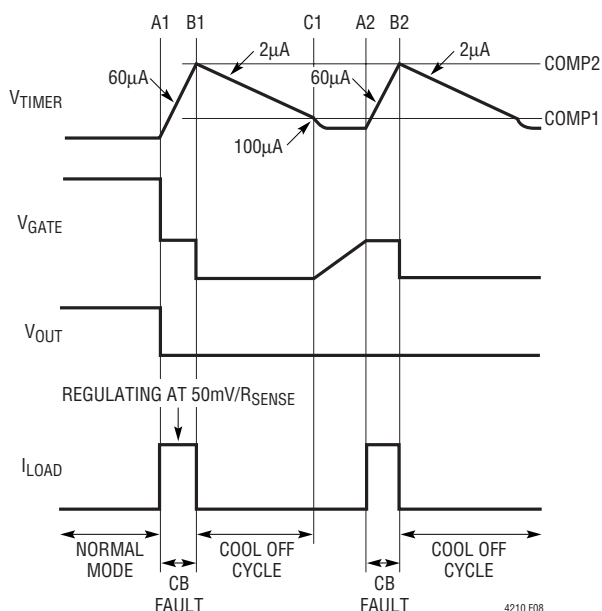 A1 B1 C1 A2 B2
2µA 2µA
COMP2
60µA 60µA
VTIMER
COMP1
100µA
VGATE
VOUT
REGULATING AT 50mV/RSENSE
ILOAD
NORMAL MODE
CB FAULT
COOL OFF CYCLE
CB FAULT
COOL OFF CYCLE
4210 F08